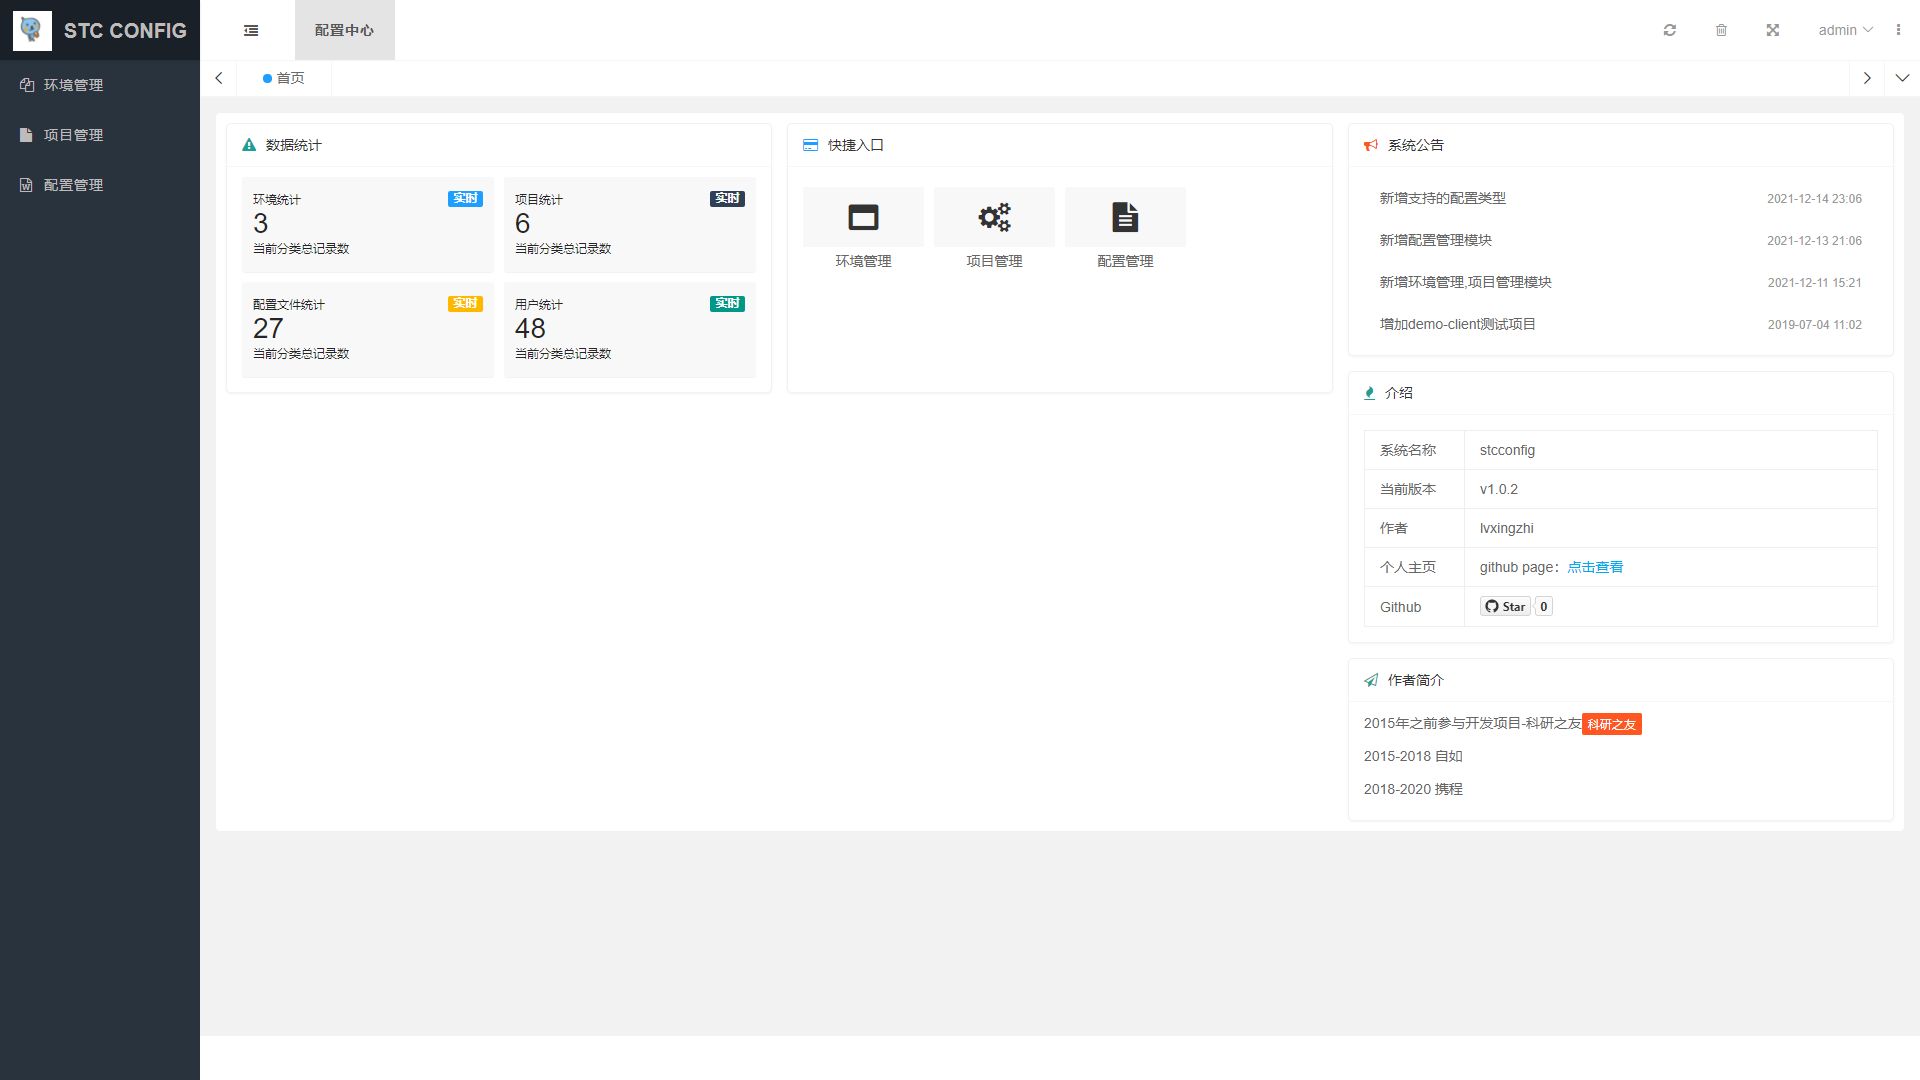 STC CONFIG
配置中心
admin
环境管理
项目管理
配置管理
首页
数据统计
环境统计 实时
3
当前分类总记录数
项目统计 实时
6
当前分类总记录数
配置文件统计 实时
27
当前分类总记录数
用户统计 实时
48
当前分类总记录数
快捷入口
环境管理
项目管理
配置管理
系统公告
新增支持的配置类型 2021-12-14 23:06
新增配置管理模块 2021-12-13 21:06
新增环境管理,项目管理模块 2021-12-11 15:21
增加demo-client测试项目 2019-07-04 11:02
介绍
系统名称 stcconfig
当前版本 v1.0.2
作者 lvxingzhi
个人主页 github page：点击查看
Github Star 0
作者简介
2015年之前参与开发项目-科研之友 科研之友
2015-2018 自如
2018-2020 携程